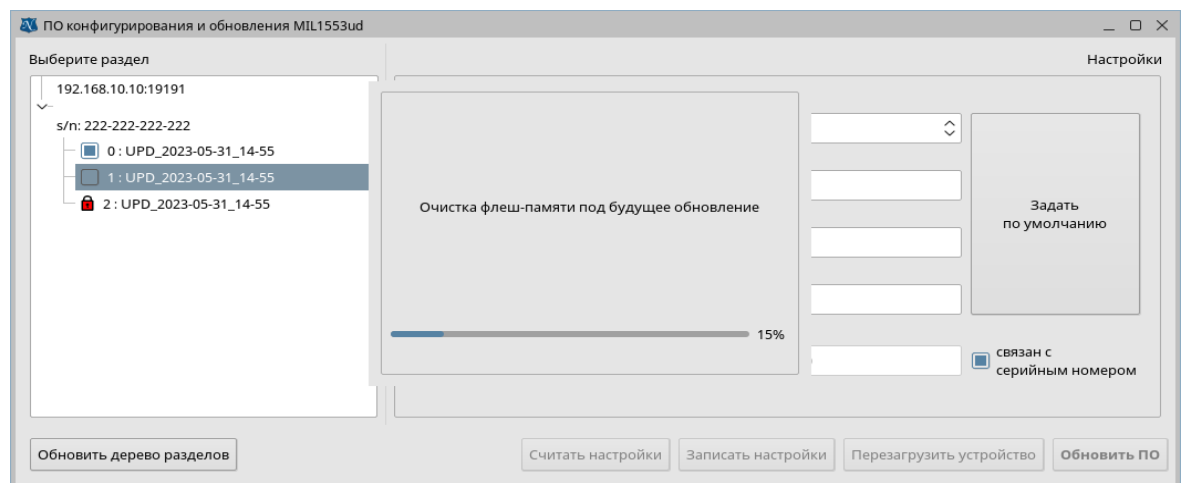 ПО конфигурирования и обновления MIL1553ud
Выберите раздел
Настройки
192.168.10.10:19191
s/n: 222-222-222-222
0 : UPD_2023-05-31_14-55
1 : UPD_2023-05-31_14-55
2 : UPD_2023-05-31_14-55
Очистка флеш-памяти под будущее обновление
15%
Задать
по умолчанию
связан с
серийным номером
Обновить дерево разделов
Считать настройки
Записать настройки
Перезагрузить устройство
Обновить ПО